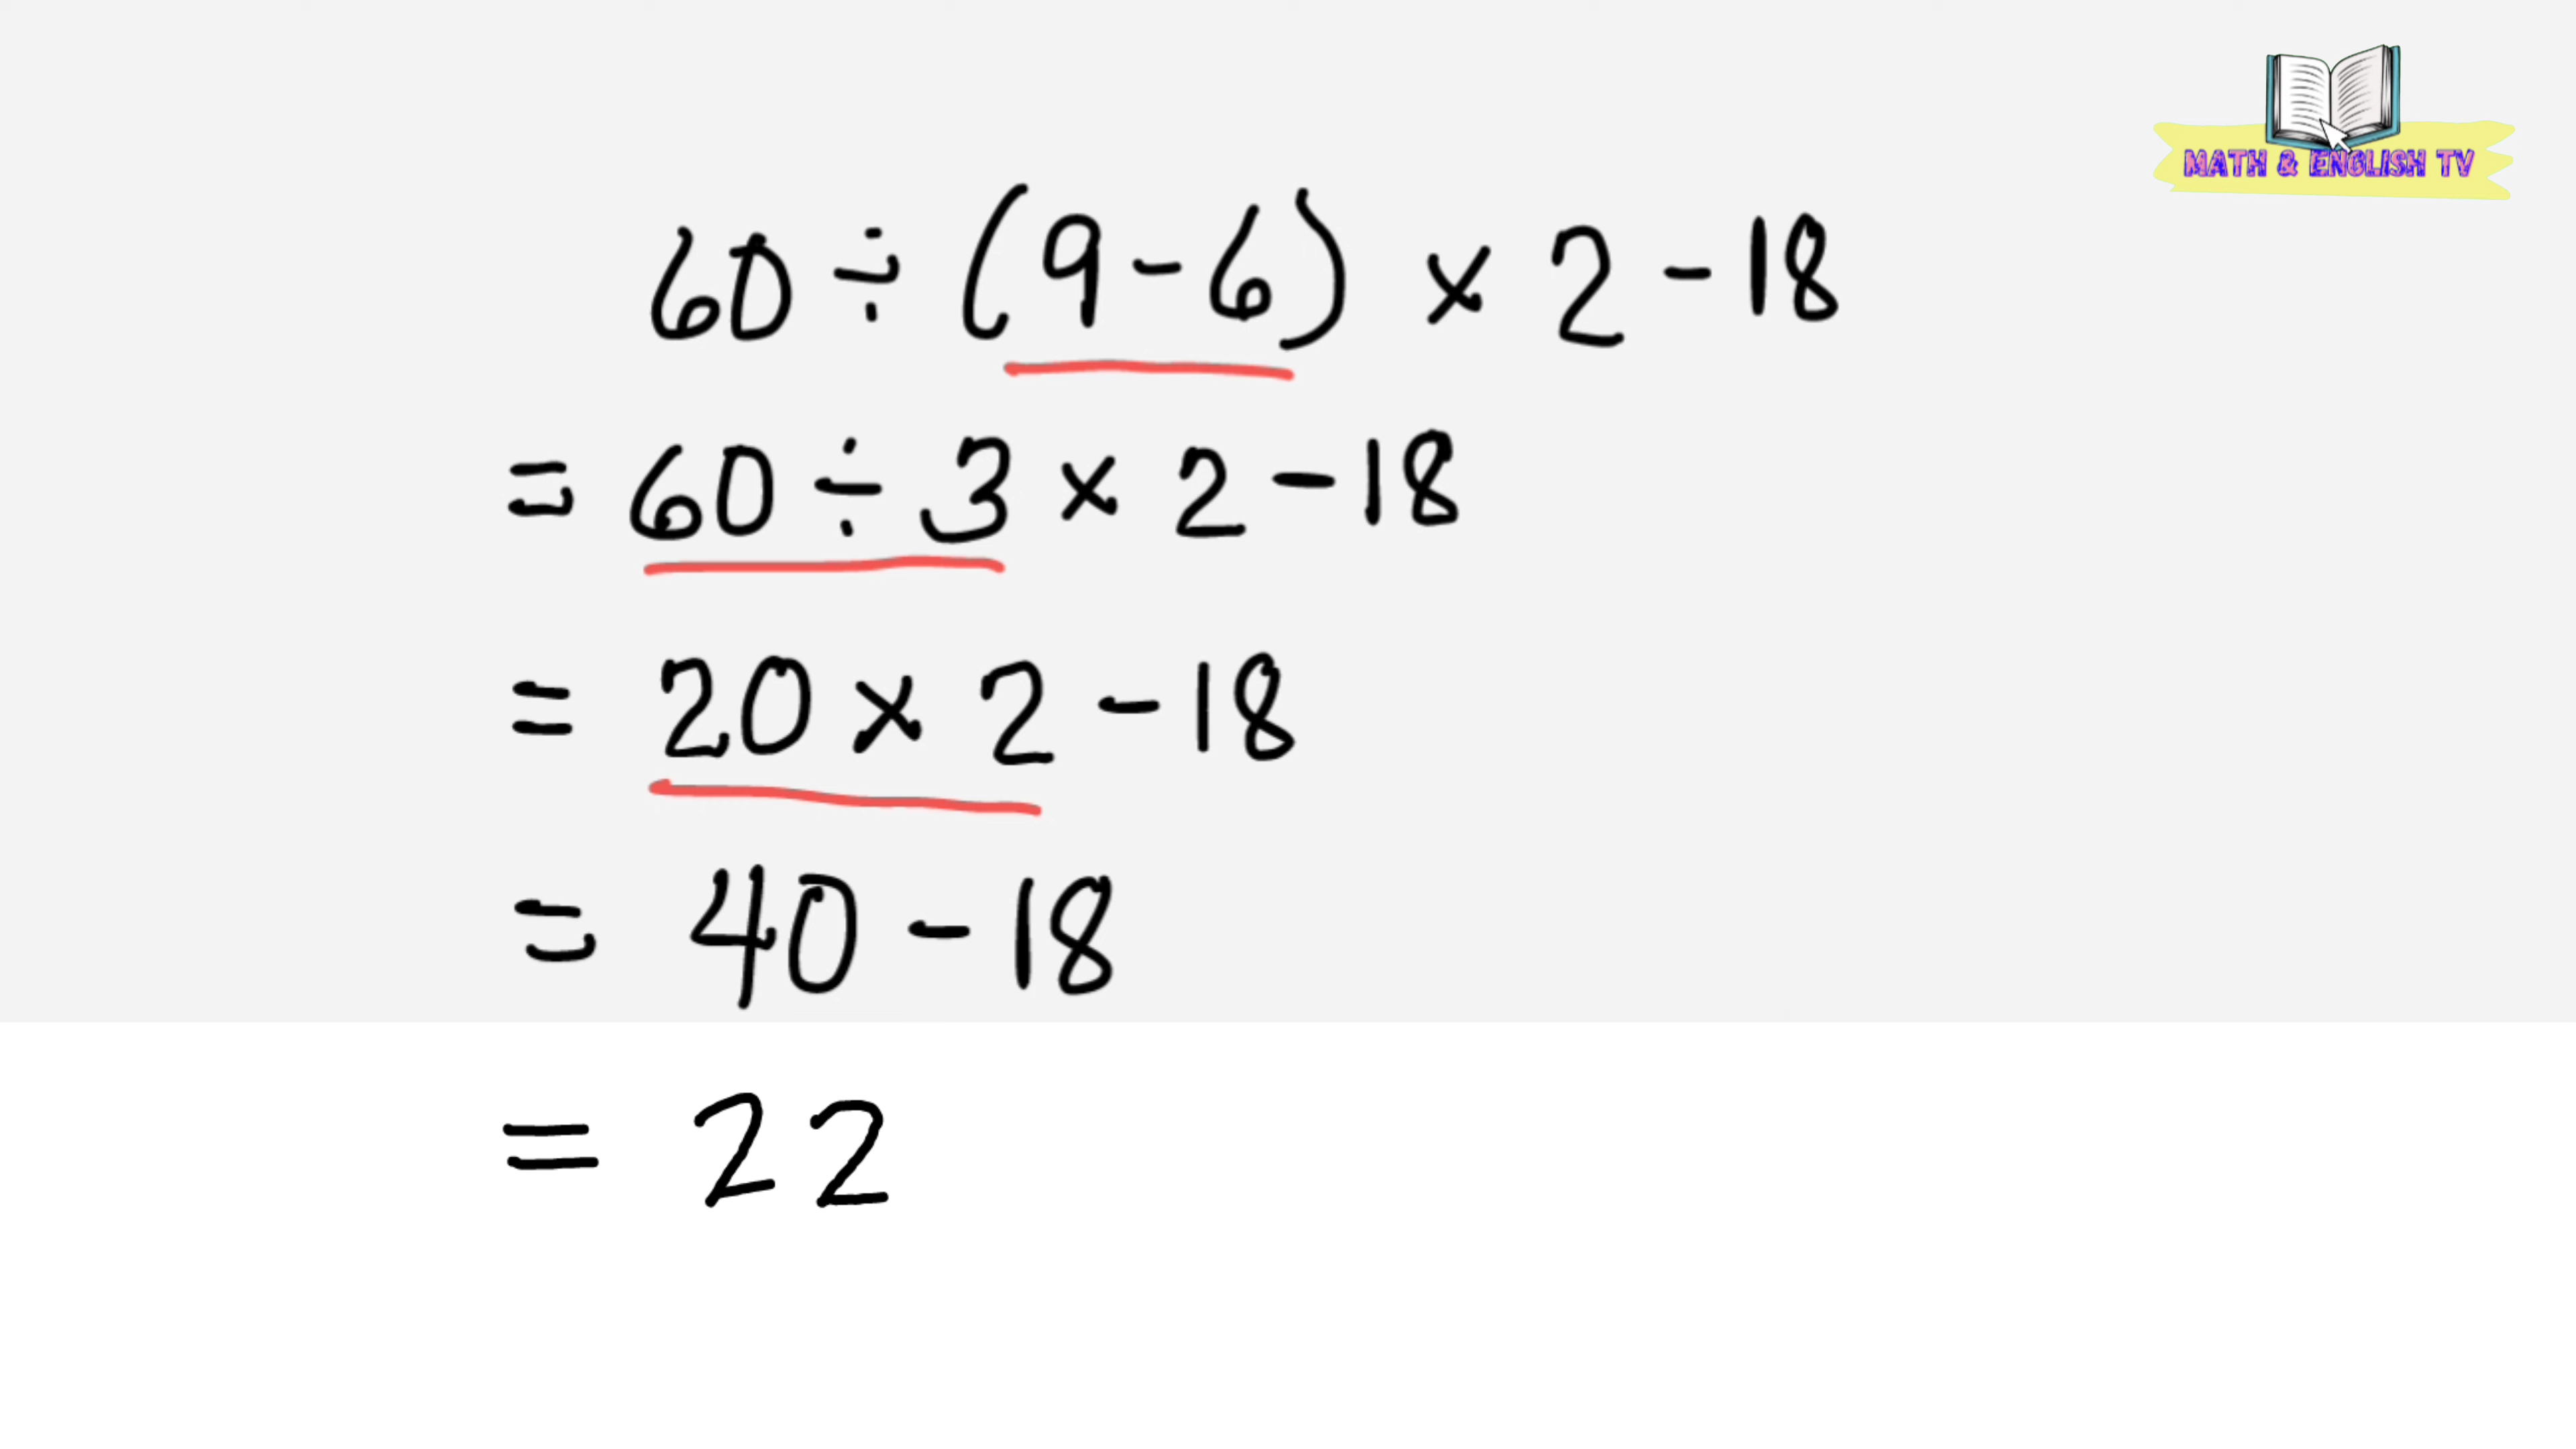 MATH & ENGLISH TV
60 ÷ (9 - 6) × 2 - 18
= 60 ÷ 3 × 2 - 18
= 20 × 2 - 18
= 40 - 18
= 22